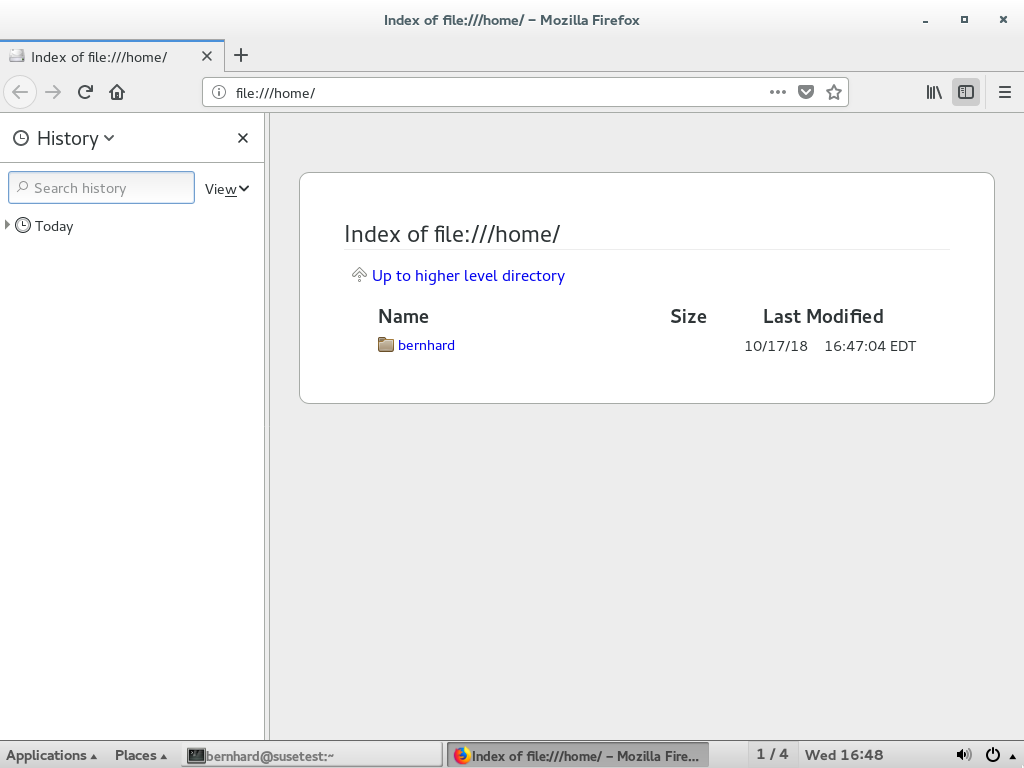 Index of file:///home/ – Mozilla Firefox
Index of file:///home/
file:///home/
History
Search history
View
Today
Index of file:///home/
Up to higher level directory
Name Size Last Modified
bernhard 10/17/18 16:47:04 EDT
Applications Places bernhard@susetest:~ Index of file:///home/ – Mozilla Fire... 1 / 4 Wed 16:48